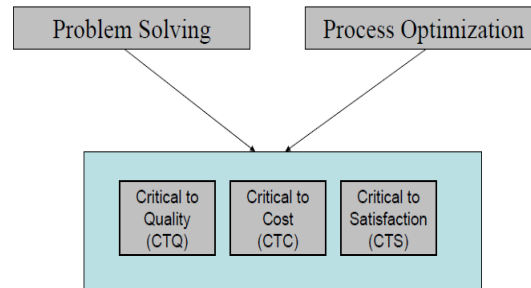 Problem Solving
Process Optimization
Critical to
Quality
(CTQ)
Critical to
Cost
(CTC)
Critical to
Satisfaction
(CTS)